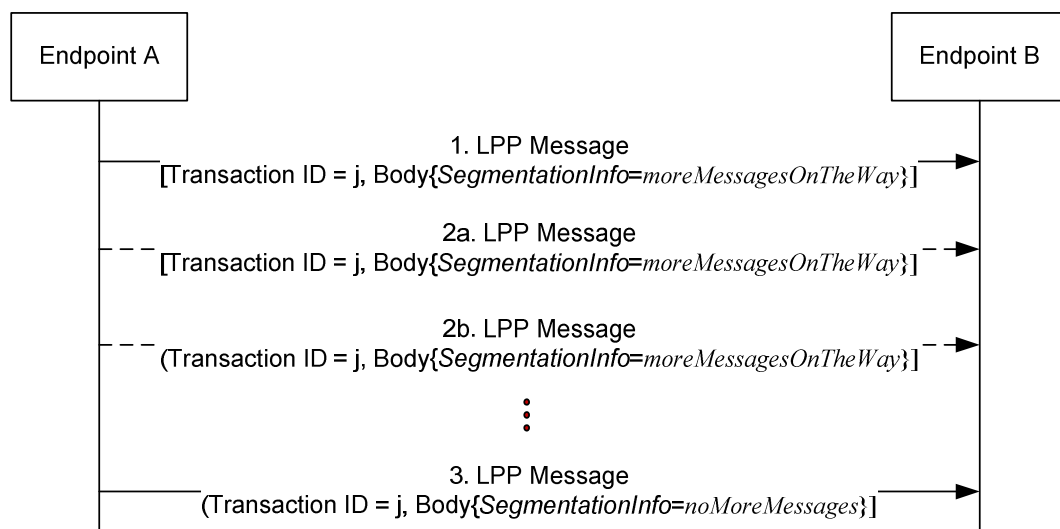 Endpoint A
Endpoint B
1. LPP Message
[Transaction ID = j, Body{SegmentationInfo=moreMessagesOnTheWay}]
2a. LPP Message
[Transaction ID = j, Body{SegmentationInfo=moreMessagesOnTheWay}]
2b. LPP Message
(Transaction ID = j, Body{SegmentationInfo=moreMessagesOnTheWay}]
3. LPP Message
(Transaction ID = j, Body{SegmentationInfo=noMoreMessages}]